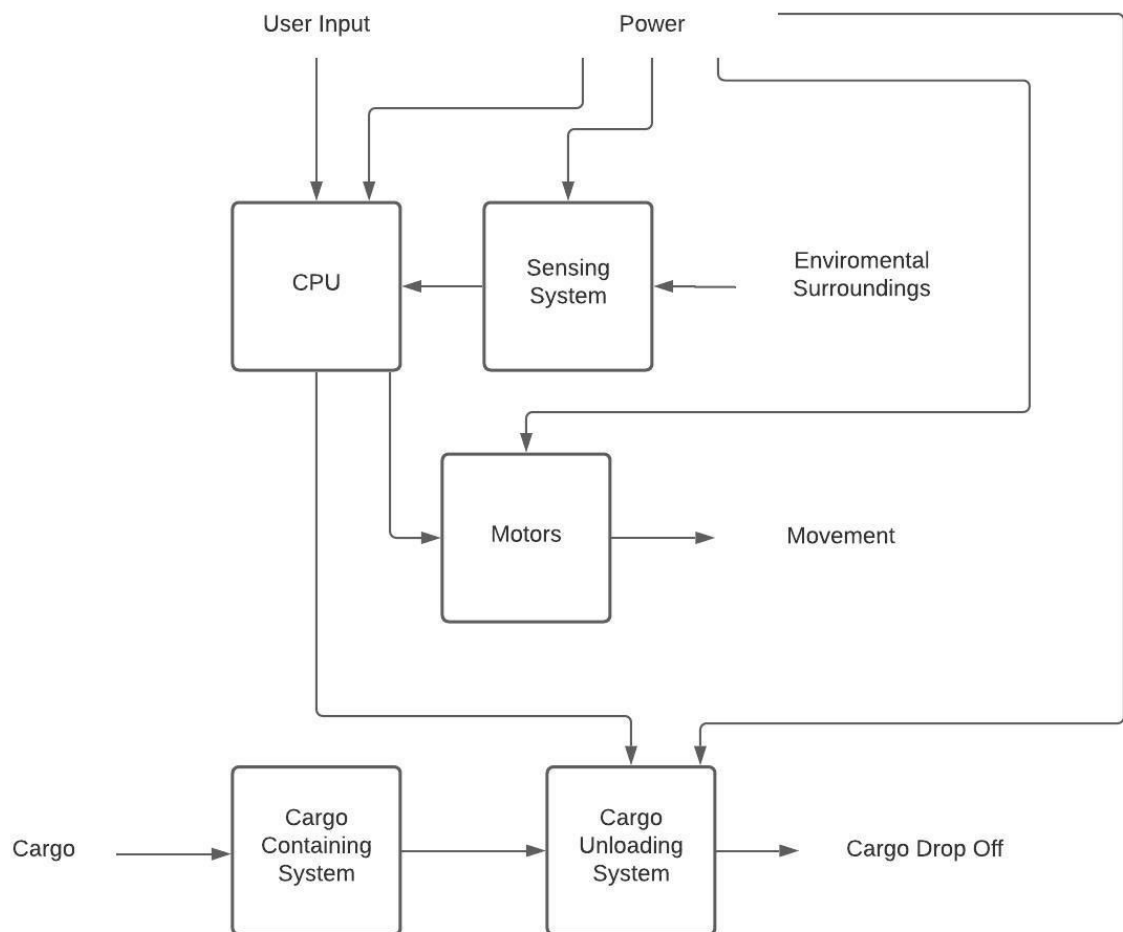 User Input
Power
CPU
Sensing
System
Enviromental
Surroundings
Motors
Movement
Cargo
Cargo
Containing
System
Cargo
Unloading
System
Cargo Drop Off